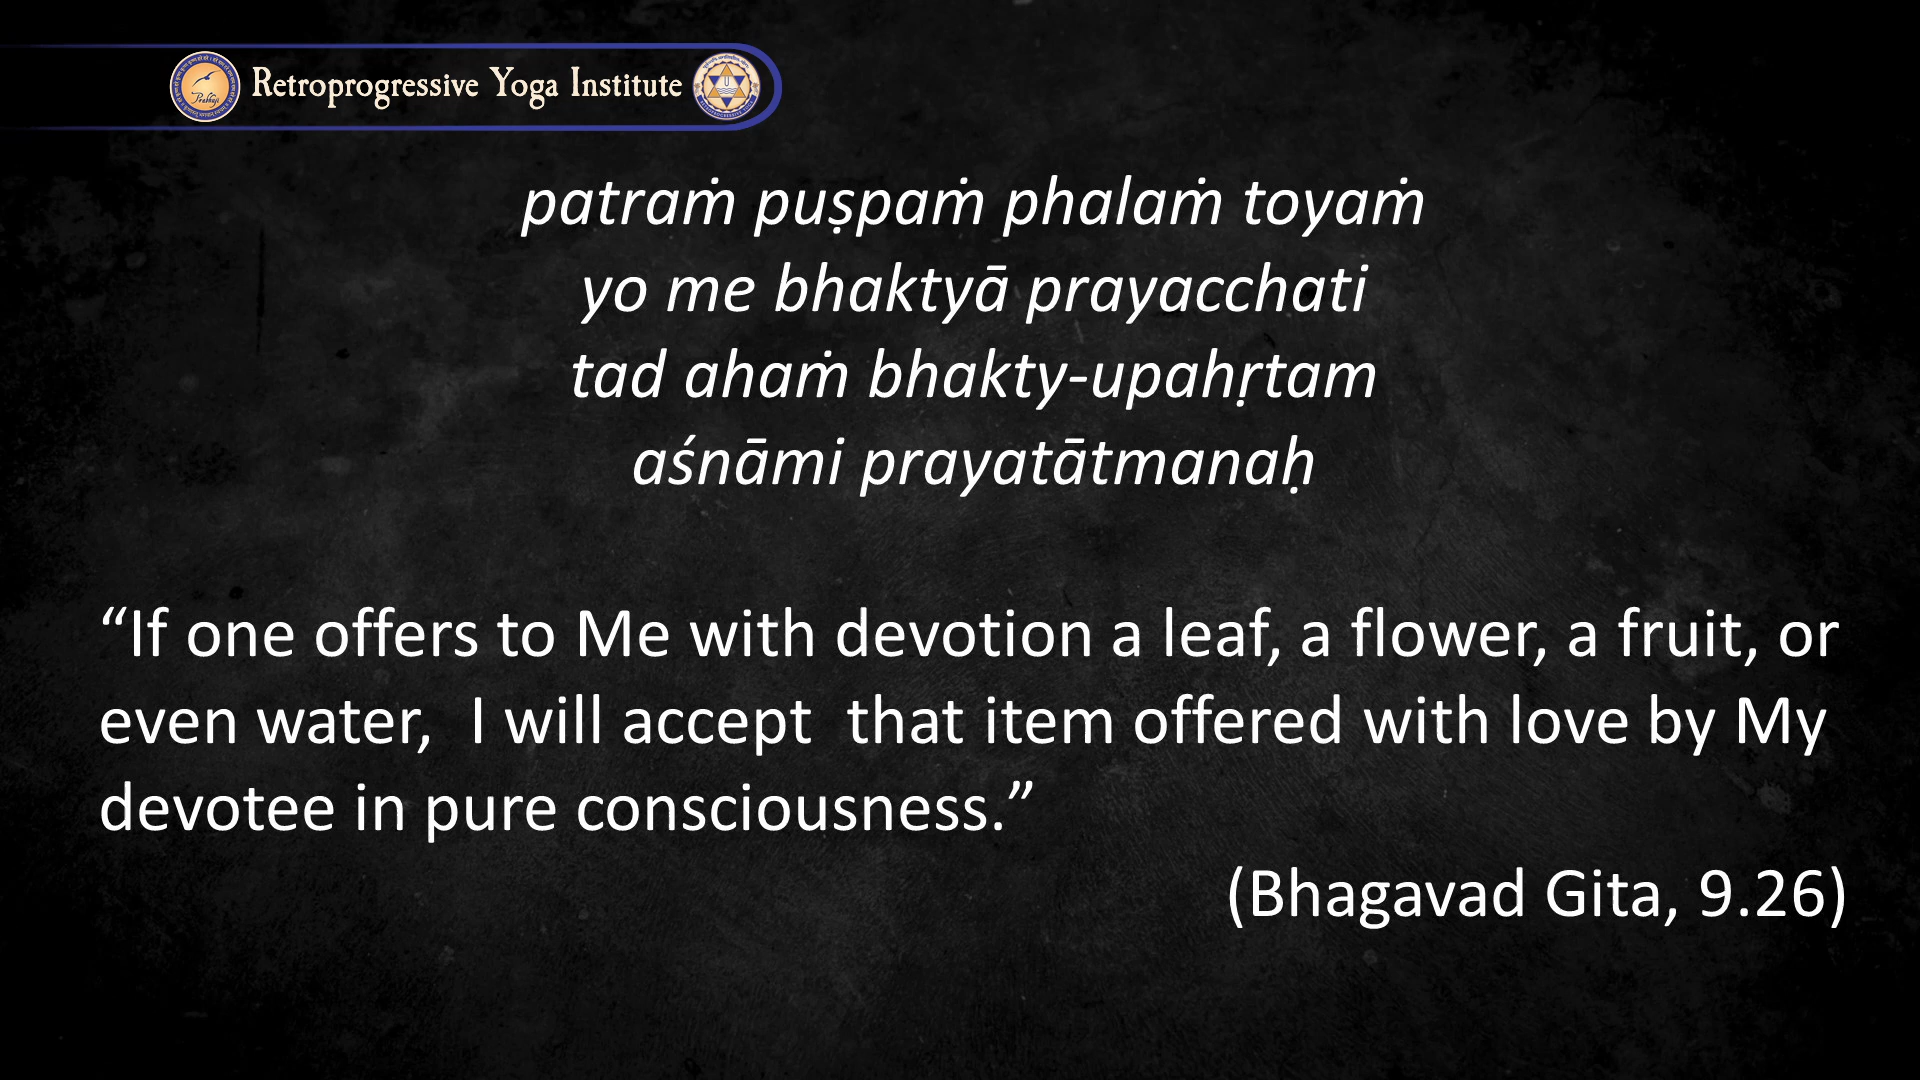 Retroprogressive Yoga Institute
Prabhuji
patraṁ puṣpaṁ phalaṁ toyaṁ
yo me bhaktyā prayacchati
tad ahaṁ bhakty-upahṛtam
aśnāmi prayatātmanaḥ
“If one offers to Me with devotion a leaf, a flower, a fruit, or
even water,  I will accept  that item offered with love by My
devotee in pure consciousness.”
(Bhagavad Gita, 9.26)